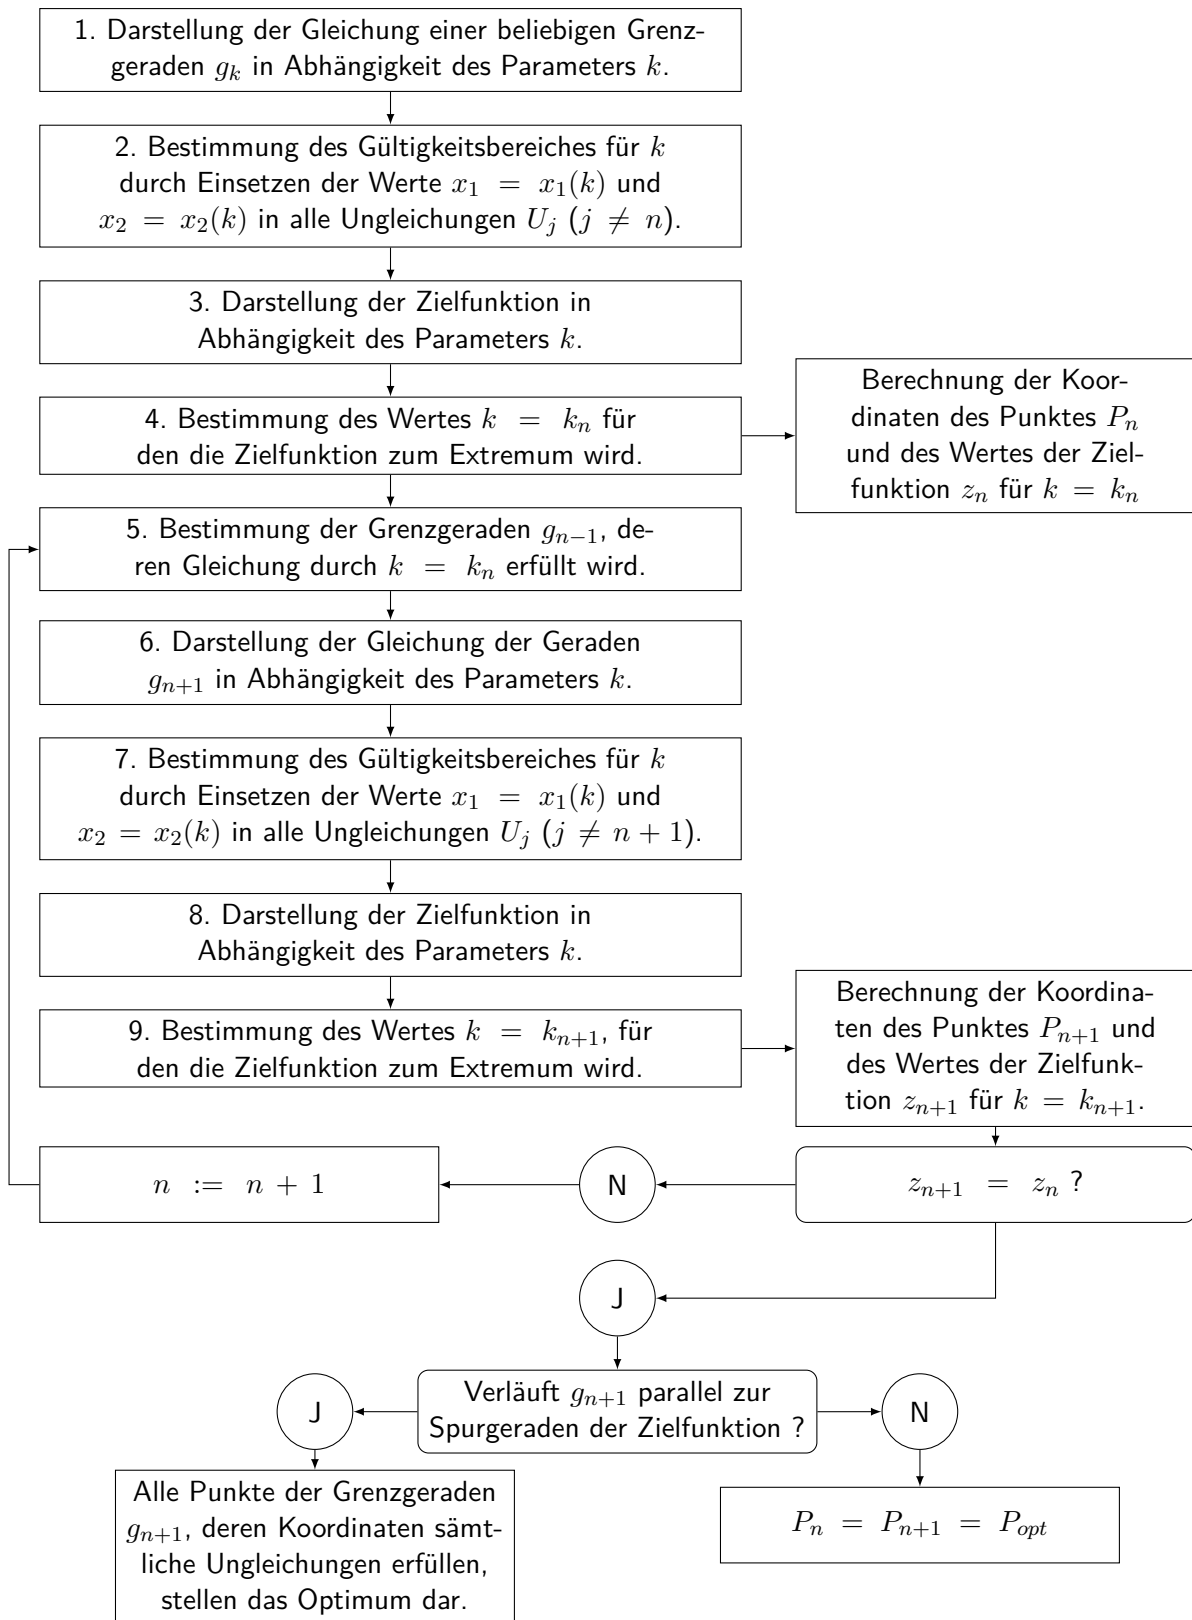 1. Darstellung der Gleichung einer beliebigen Grenz-
geraden g_k in Abhängigkeit des Parameters k.
2. Bestimmung des Gültigkeitsbereiches für k
durch Einsetzen der Werte x_1 = x_1(k) und
x_2 = x_2(k) in alle Ungleichungen U_j (j ≠ n).
3. Darstellung der Zielfunktion in
Abhängigkeit des Parameters k.
4. Bestimmung des Wertes k = k_n für
den die Zielfunktion zum Extremum wird.
Berechnung der Koor-
dinaten des Punktes P_n
und des Wertes der Ziel-
funktion z_n für k = k_n
5. Bestimmung der Grenzgeraden g_{n−1}, de-
ren Gleichung durch k = k_n erfüllt wird.
6. Darstellung der Gleichung der Geraden
g_{n+1} in Abhängigkeit des Parameters k.
7. Bestimmung des Gültigkeitsbereiches für k
durch Einsetzen der Werte x_1 = x_1(k) und
x_2 = x_2(k) in alle Ungleichungen U_j (j ≠ n + 1).
8. Darstellung der Zielfunktion in
Abhängigkeit des Parameters k.
9. Bestimmung des Wertes k = k_{n+1}, für
den die Zielfunktion zum Extremum wird.
Berechnung der Koordina-
ten des Punktes P_{n+1} und
des Wertes der Zielfunk-
tion z_{n+1} für k = k_{n+1}.
n := n + 1
N
z_{n+1} = z_n ?
J
J
Verläuft g_{n+1} parallel zur
Spurgeraden der Zielfunktion ?
N
Alle Punkte der Grenzgeraden
g_{n+1}, deren Koordinaten sämt-
liche Ungleichungen erfüllen,
stellen das Optimum dar.
P_n = P_{n+1} = P_{opt}